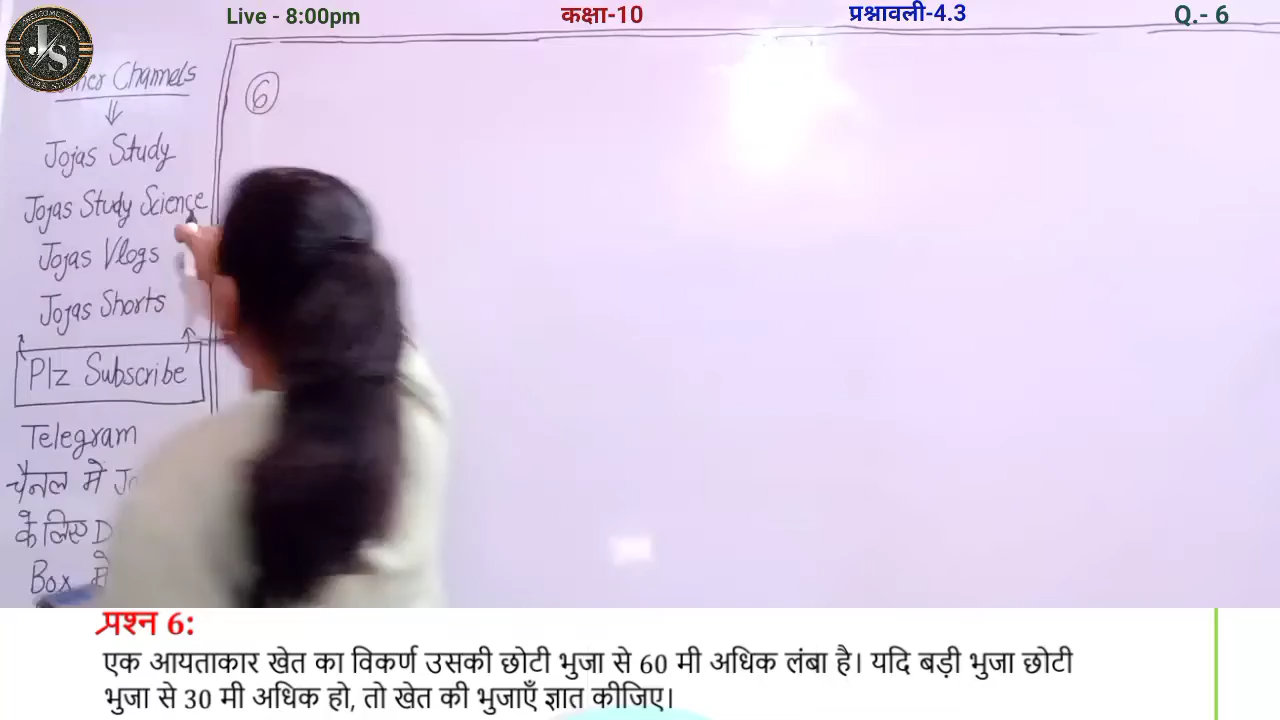 Live - 8:00pm
कक्षा-10
प्रश्नावली-4.3
Q.- 6
Channels
Jojas Study
Jojas Study Science
Jojas Vlogs
Jojas Shorts
Plz Subscribe
Telegram
चैनल में
के लिए
Box में
6
प्रश्न 6:
एक आयताकार खेत का विकर्ण उसकी छोटी भुजा से 60 मी अधिक लंबा है। यदि बड़ी भुजा छोटी
भुजा से 30 मी अधिक हो, तो खेत की भुजाएँ ज्ञात कीजिए।